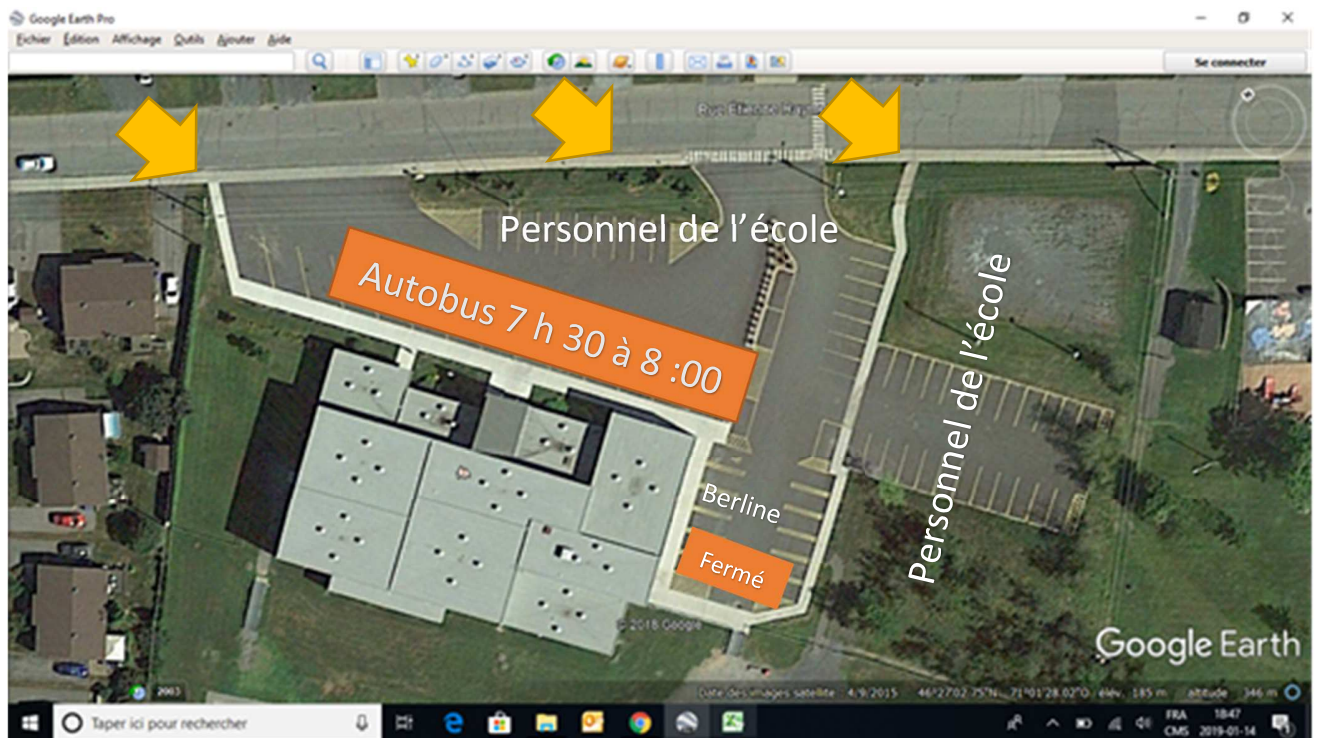 Google Earth Pro
Fichier Édition Affichage Outils Ajouter Aide
Se connecter
Personnel de l'école
Autobus 7 h 30 à 8 :00
Personnel de l'école
Berline
Fermé
© 2018 Google
Google Earth
2003
Date des images satellite : 4/9/2015 46°27'02.75"N 71°01'28.02"O élév. 185 m altitude 346 m
Taper ici pour rechercher
FRA 18:47
CMS 2019-01-14